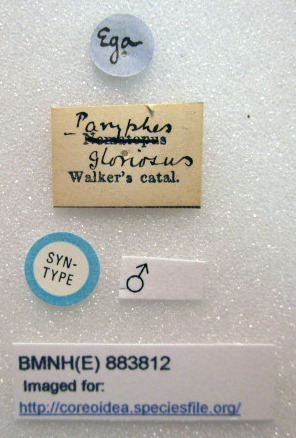 Ega
Paryphes
Nematopus
gloriosus
Walker's catal.
SYN-
TYPE
♂
BMNH(E) 883812
Imaged for:
http://coreoidea.speciesfile.org/